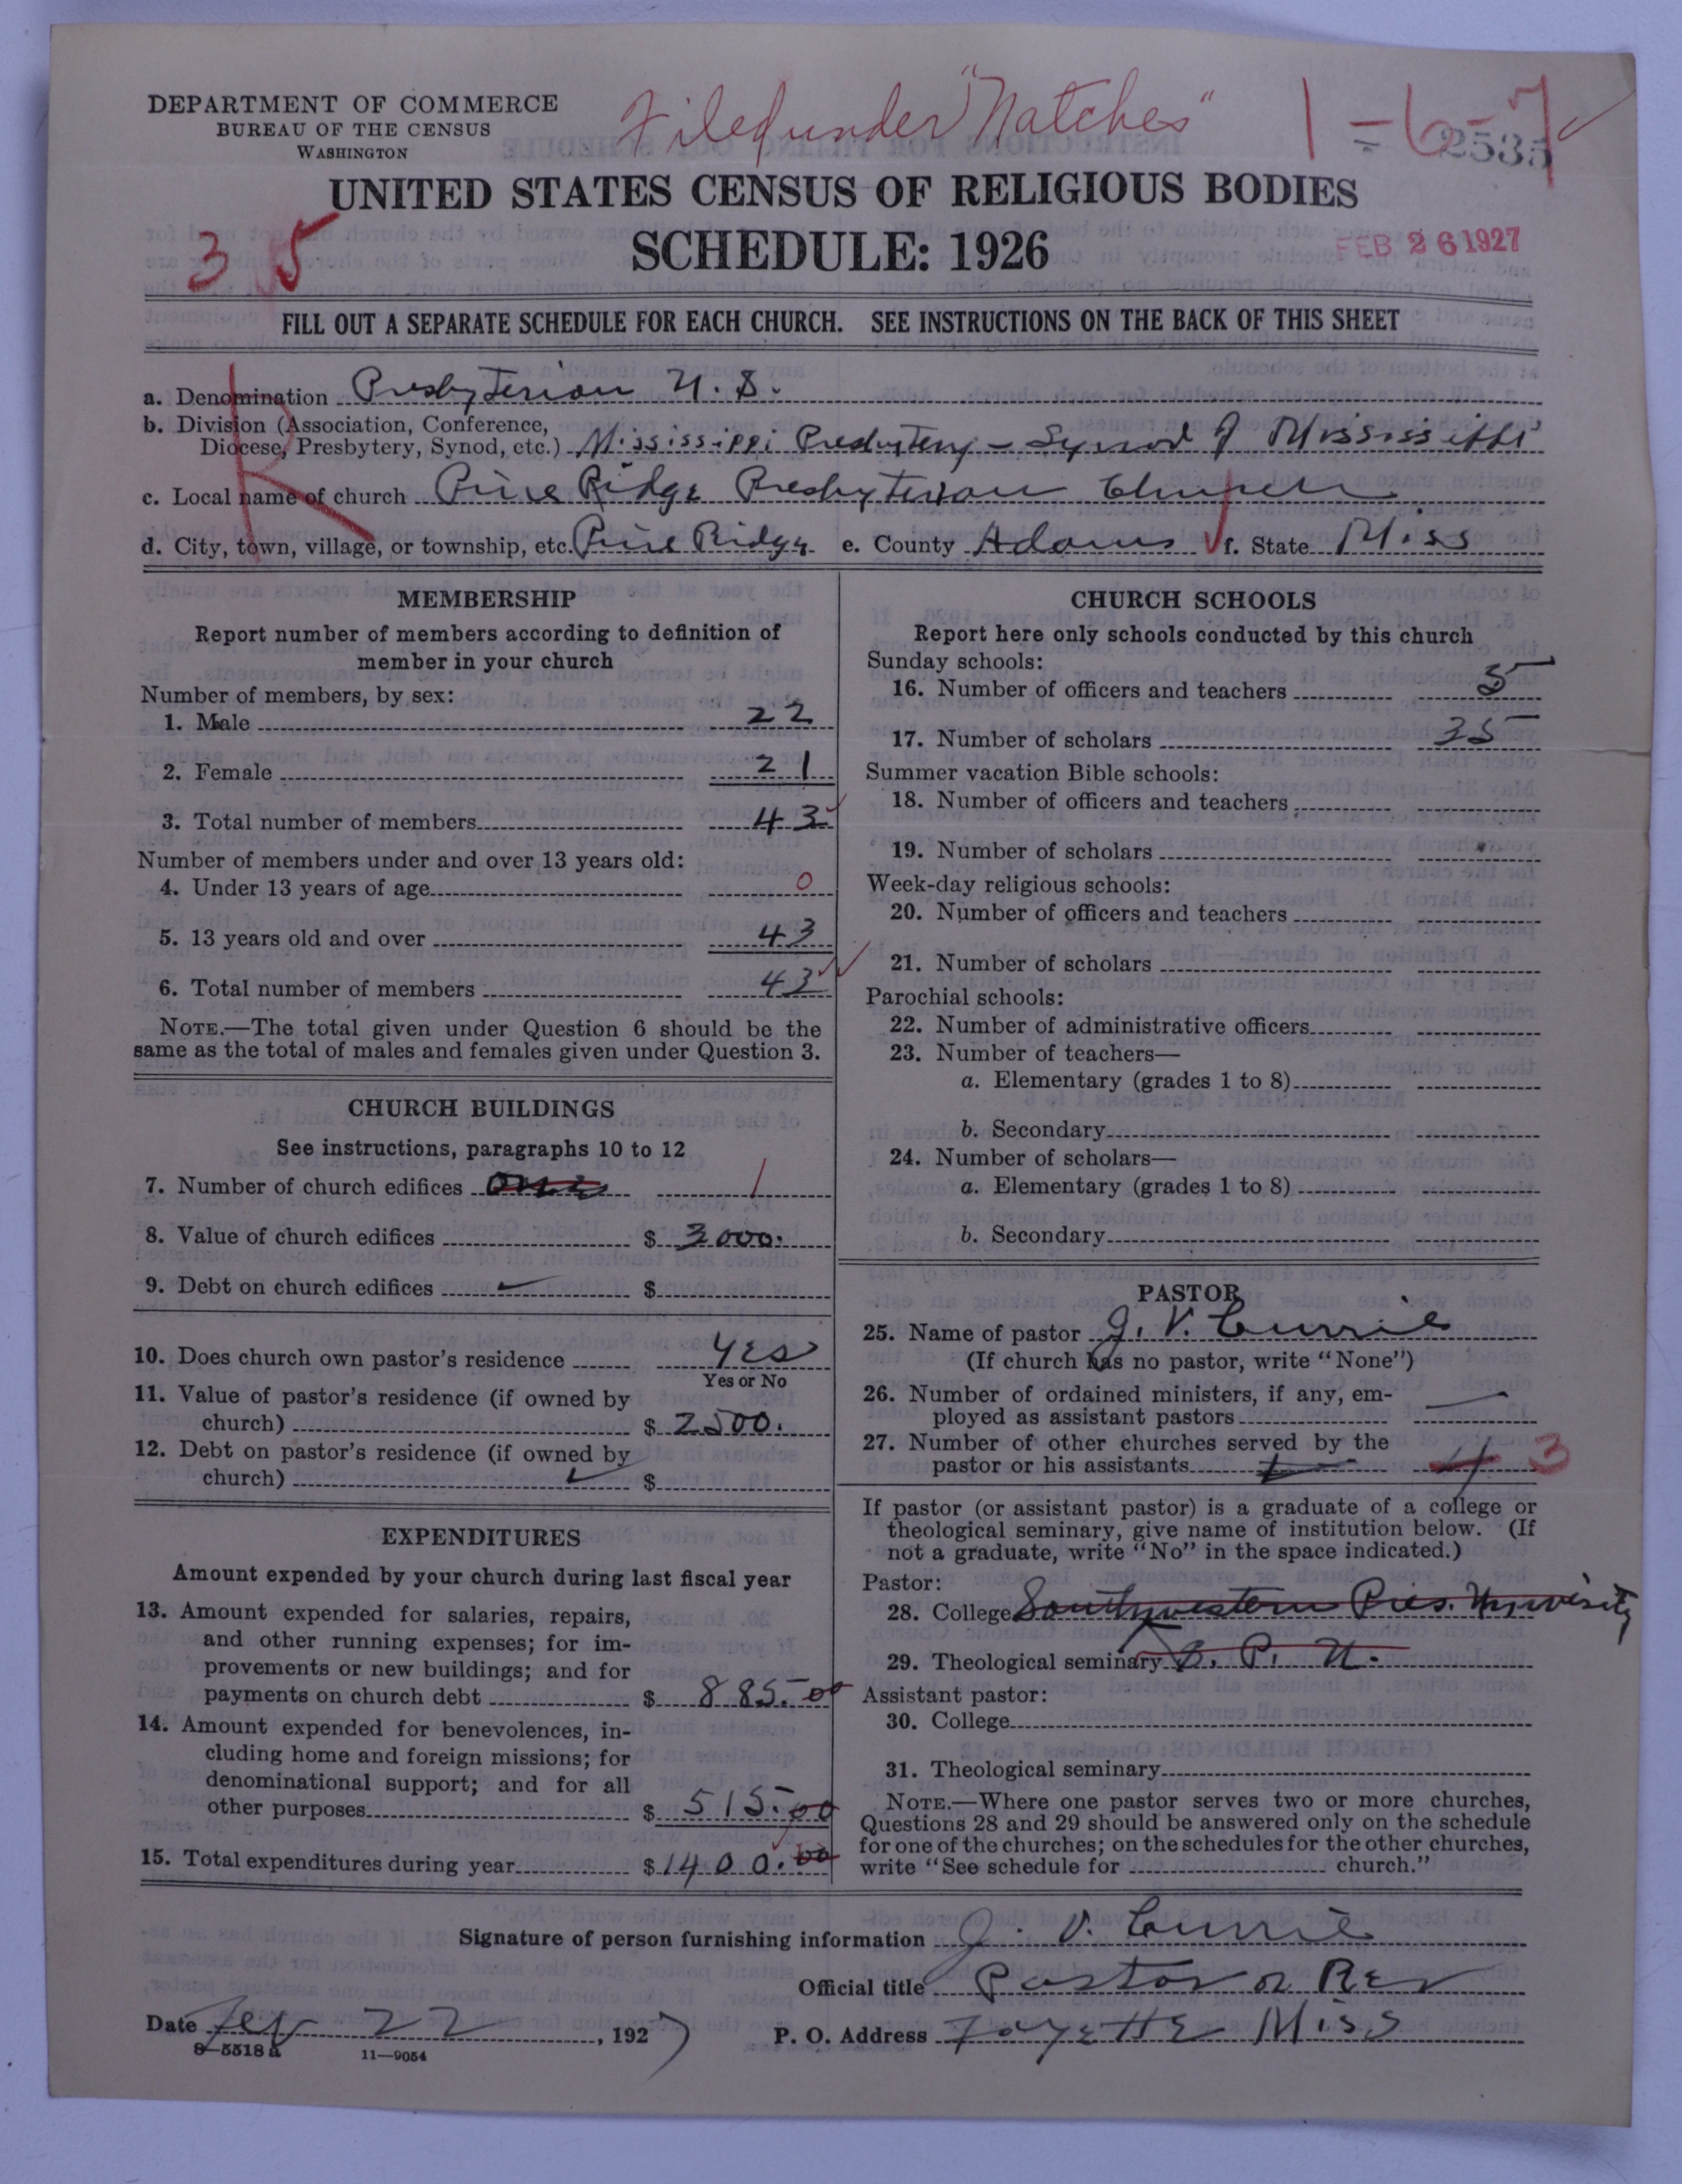 DEPARTMENT OF COMMERCE
BUREAU OF THE CENSUS
WASHINGTON
Filed under "Natches"
1-6-7
2535
UNITED STATES CENSUS OF RELIGIOUS BODIES
SCHEDULE: 1926
35
FEB 26 1927
FILL OUT A SEPARATE SCHEDULE FOR EACH CHURCH. SEE INSTRUCTIONS ON THE BACK OF THIS SHEET
R
a. Denomination Presbyterian U. S.
b. Division (Association, Conference,
Diocese, Presbytery, Synod, etc.) Mississippi Presbytery - Synod of Mississippi
c. Local name of church Pine Ridge Presbyterian Church
d. City, town, village, or township, etc. Pine Ridge e. County Adams f. State Miss
MEMBERSHIP
Report number of members according to definition of
member in your church
Number of members, by sex:
1. Male 22
2. Female 21
3. Total number of members 43
Number of members under and over 13 years old:
4. Under 13 years of age 0
5. 13 years old and over 43
6. Total number of members 43
NOTE.—The total given under Question 6 should be the
same as the total of males and females given under Question 3.
CHURCH BUILDINGS
See instructions, paragraphs 10 to 12
7. Number of church edifices One 1
8. Value of church edifices $ 3000.
9. Debt on church edifices $
10. Does church own pastor's residence Yes
Yes or No
11. Value of pastor's residence (if owned by
church) $ 2500.
12. Debt on pastor's residence (if owned by
church) $
EXPENDITURES
Amount expended by your church during last fiscal year
13. Amount expended for salaries, repairs,
and other running expenses; for im-
provements or new buildings; and for
payments on church debt $ 885.00
14. Amount expended for benevolences, in-
cluding home and foreign missions; for
denominational support; and for all
other purposes $ 515.00
15. Total expenditures during year $ 1400.00
CHURCH SCHOOLS
Report here only schools conducted by this church
Sunday schools:
16. Number of officers and teachers 5
17. Number of scholars 35
Summer vacation Bible schools:
18. Number of officers and teachers
19. Number of scholars
Week-day religious schools:
20. Number of officers and teachers
21. Number of scholars
Parochial schools:
22. Number of administrative officers
23. Number of teachers—
a. Elementary (grades 1 to 8)
b. Secondary
24. Number of scholars—
a. Elementary (grades 1 to 8)
b. Secondary
PASTOR
25. Name of pastor J. V. Currie
(If church has no pastor, write "None")
26. Number of ordained ministers, if any, em-
ployed as assistant pastors —
27. Number of other churches served by the
pastor or his assistants 4 3
If pastor (or assistant pastor) is a graduate of a college or
theological seminary, give name of institution below. (If
not a graduate, write "No" in the space indicated.)
Pastor:
28. College Southwestern Pres. University
29. Theological seminary S. P. U.
Assistant pastor:
30. College
31. Theological seminary
NOTE.—Where one pastor serves two or more churches,
Questions 28 and 29 should be answered only on the schedule
for one of the churches; on the schedules for the other churches,
write "See schedule for church."
Signature of person furnishing information J. V. Currie
Official title Pastor or Rev
Date Fev 22, 1927 P. O. Address Fayette Miss
8-5518a 11—9054